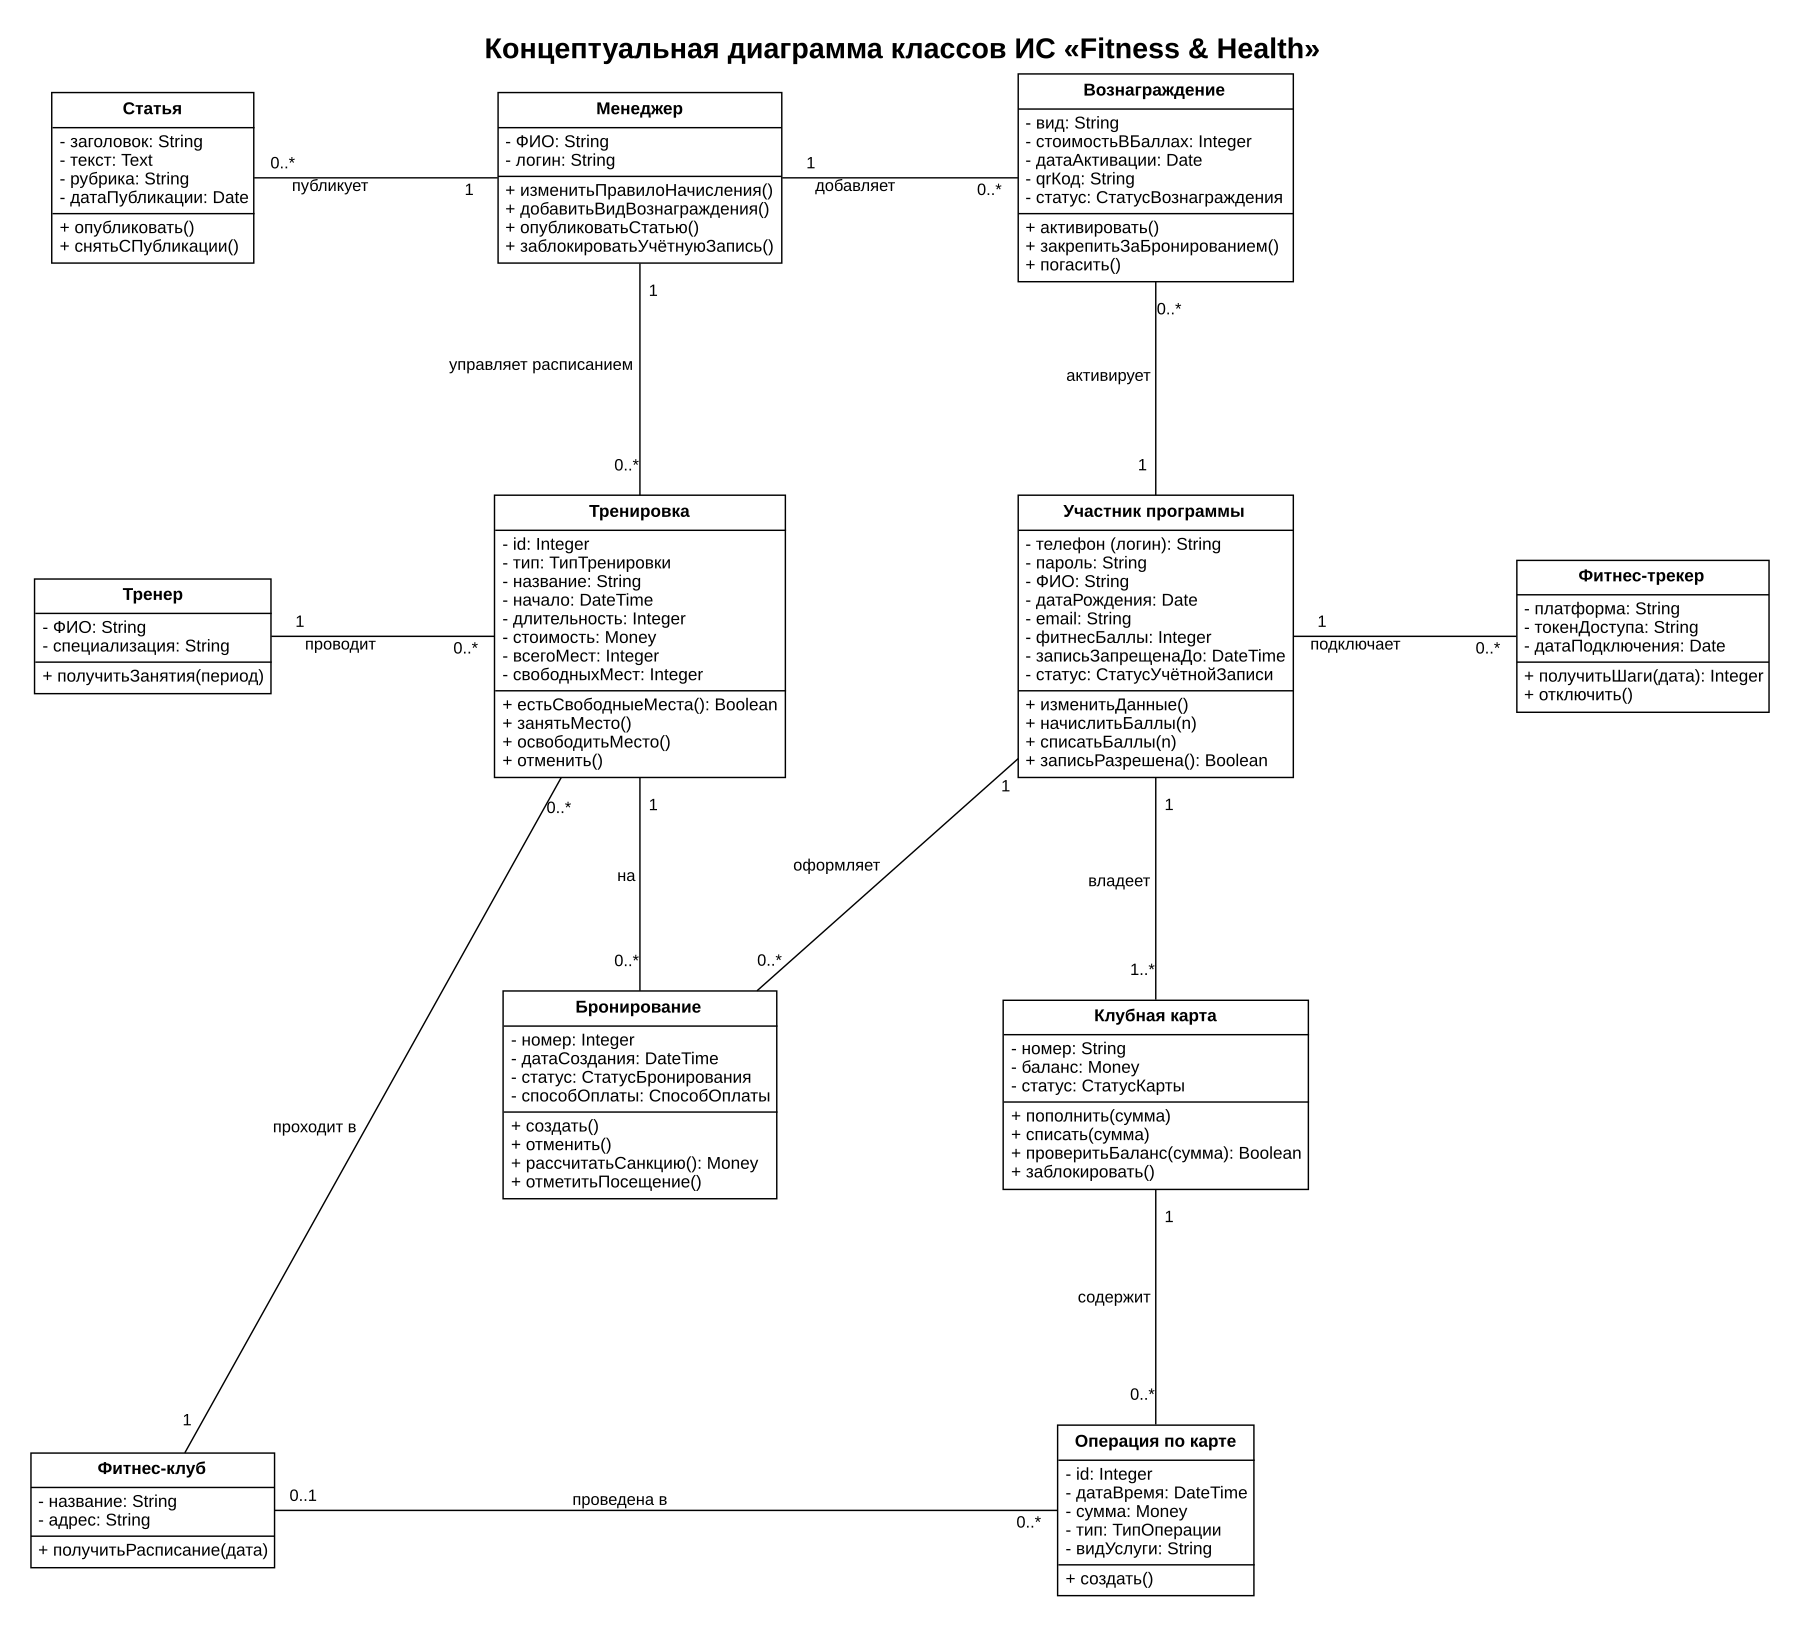 Концептуальная диаграмма классов ИС «Fitness & Health»
Статья
- заголовок: String
- текст: Text
- рубрика: String
- датаПубликации: Date
+ опубликовать()
+ снятьСПубликации()
0..*
публикует
1
Менеджер
- ФИО: String
- логин: String
+ изменитьПравилоНачисления()
+ добавитьВидВознаграждения()
+ опубликоватьСтатью()
+ заблокироватьУчётнуюЗапись()
1
добавляет
0..*
Вознаграждение
- вид: String
- стоимостьВБаллах: Integer
- датаАктивации: Date
- qrКод: String
- статус: СтатусВознаграждения
+ активировать()
+ закрепитьЗаБронированием()
+ погасить()
1
управляет расписанием
0..*
0..*
активирует
1
Тренер
- ФИО: String
- специализация: String
+ получитьЗанятия(период)
1
проводит
0..*
Тренировка
- id: Integer
- тип: ТипТренировки
- название: String
- начало: DateTime
- длительность: Integer
- стоимость: Money
- всегоМест: Integer
- свободныхМест: Integer
+ естьСвободныеМеста(): Boolean
+ занятьМесто()
+ освободитьМесто()
+ отменить()
Участник программы
- телефон (логин): String
- пароль: String
- ФИО: String
- датаРождения: Date
- email: String
- фитнесБаллы: Integer
- записьЗапрещенаДо: DateTime
- статус: СтатусУчётнойЗаписи
+ изменитьДанные()
+ начислитьБаллы(n)
+ списатьБаллы(n)
+ записьРазрешена(): Boolean
1
подключает
0..*
Фитнес-трекер
- платформа: String
- токенДоступа: String
- датаПодключения: Date
+ получитьШаги(дата): Integer
+ отключить()
0..*
проходит в
1
1
на
0..*
1
оформляет
0..*
1
владеет
1..*
Бронирование
- номер: Integer
- датаСоздания: DateTime
- статус: СтатусБронирования
- способОплаты: СпособОплаты
+ создать()
+ отменить()
+ рассчитатьСанкцию(): Money
+ отметитьПосещение()
Клубная карта
- номер: String
- баланс: Money
- статус: СтатусКарты
+ пополнить(сумма)
+ списать(сумма)
+ проверитьБаланс(сумма): Boolean
+ заблокировать()
1
содержит
0..*
Фитнес-клуб
- название: String
- адрес: String
+ получитьРасписание(дата)
0..1
проведена в
0..*
Операция по карте
- id: Integer
- датаВремя: DateTime
- сумма: Money
- тип: ТипОперации
- видУслуги: String
+ создать()